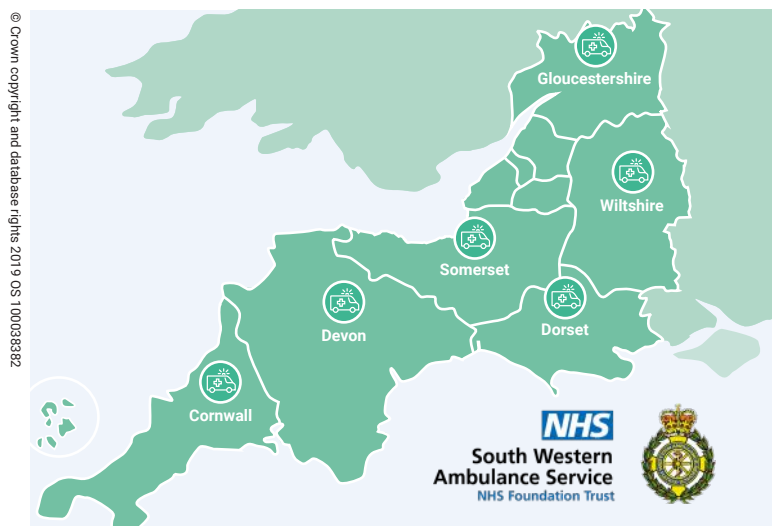 © Crown copyright and database rights 2019 OS 100038382
Gloucestershire
Wiltshire
Somerset
Devon
Dorset
Cornwall
NHS
South Western
Ambulance Service
NHS Foundation Trust